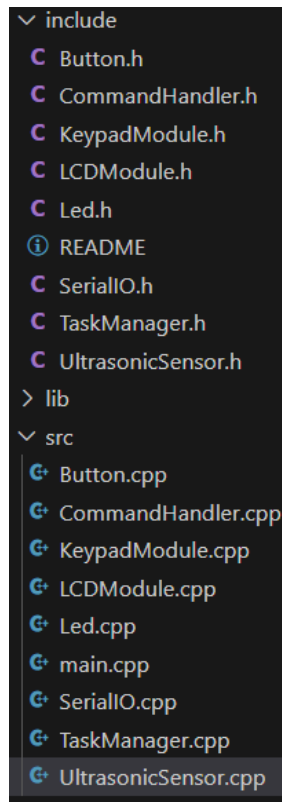 include
C Button.h
C CommandHandler.h
C KeypadModule.h
C LCDModule.h
C Led.h
README
C SerialIO.h
C TaskManager.h
C UltrasonicSensor.h
lib
src
C+ Button.cpp
C+ CommandHandler.cpp
C+ KeypadModule.cpp
C+ LCDModule.cpp
C+ Led.cpp
C+ main.cpp
C+ SerialIO.cpp
C+ TaskManager.cpp
C+ UltrasonicSensor.cpp